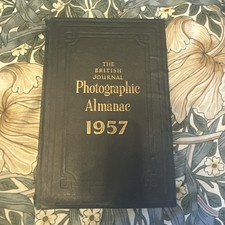 THE
BRITISH
JOURNAL
Photographic
Almanac
1957